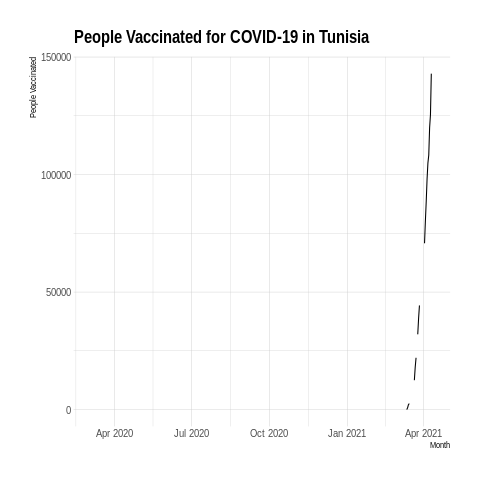 People Vaccinated for COVID-19 in Tunisia
People Vaccinated
150000
100000
50000
0
Apr 2020 Jul 2020 Oct 2020 Jan 2021 Apr 2021
Month